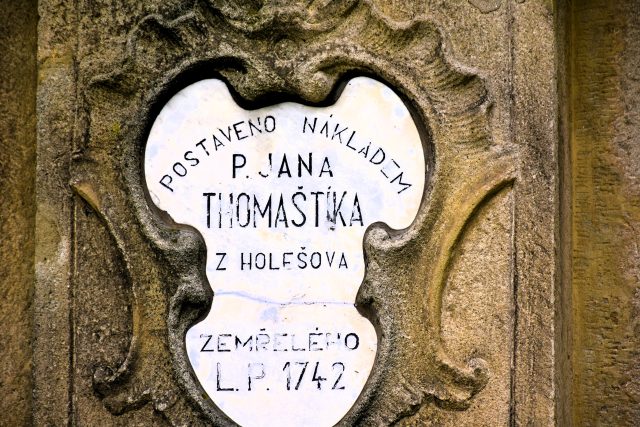 POSTAVENO NÁKLADEM
P. JANA
THOMAŠTÍKA
Z HOLEŠOVA
ZEMŘELÉHO
L.P. 1742